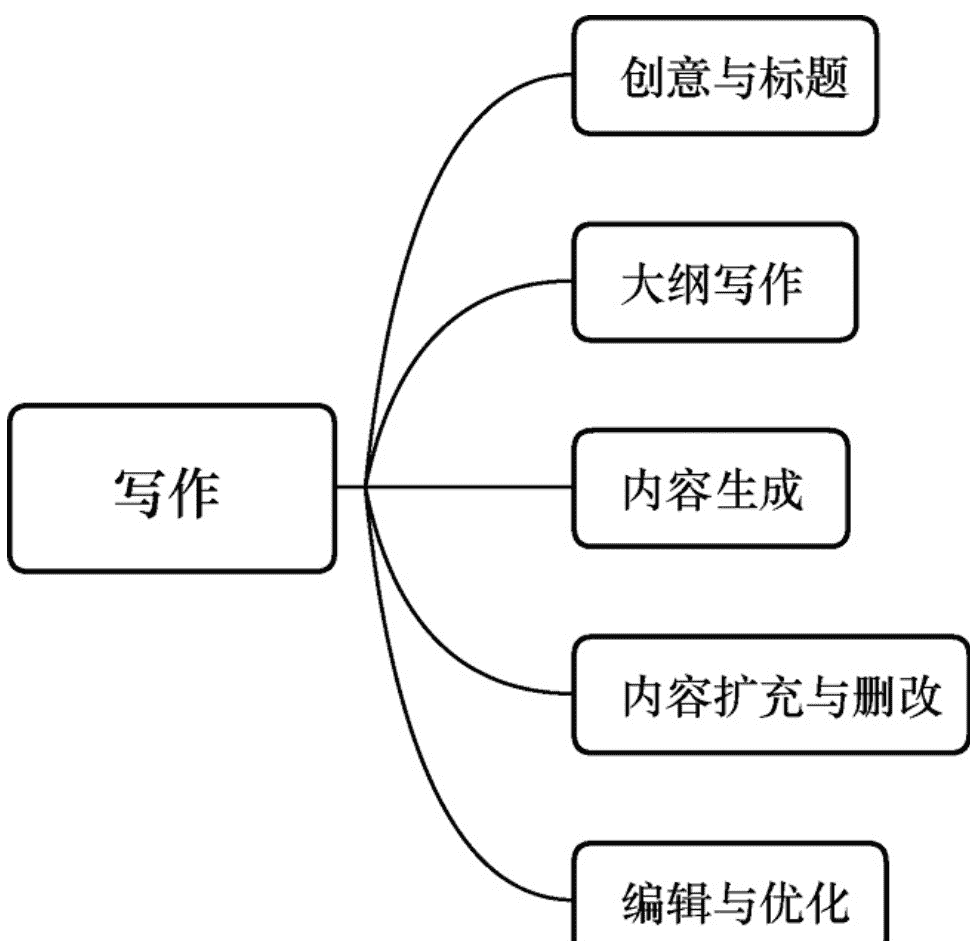 创意与标题
大纲写作
写作
内容生成
内容扩充与删改
编辑与优化